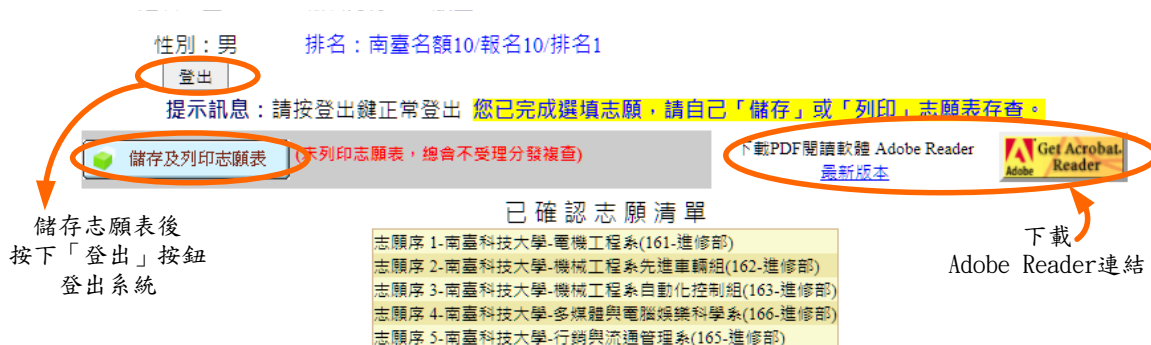 性別：男 排名：南臺名額10/報名10/排名1
登出
提示訊息：請按登出鍵正常登出 您已完成選填志願，請自己「儲存」或「列印」志願表存查。
儲存及列印志願表 (未列印志願表，總會不受理分發複查)
下載PDF閱讀軟體 Adobe Reader
最新版本
Get Acrobat
Reader
Adobe
已確認志願清單
志願序 1-南臺科技大學-電機工程系(161-進修部)
志願序 2-南臺科技大學-機械工程系先進車輛組(162-進修部)
志願序 3-南臺科技大學-機械工程系自動化控制組(163-進修部)
志願序 4-南臺科技大學-多媒體與電腦娛樂科學系(166-進修部)
志願序 5-南臺科技大學-行銷與流通管理系(165-進修部)
儲存志願表後
按下「登出」按鈕
登出系統
下載
Adobe Reader連結